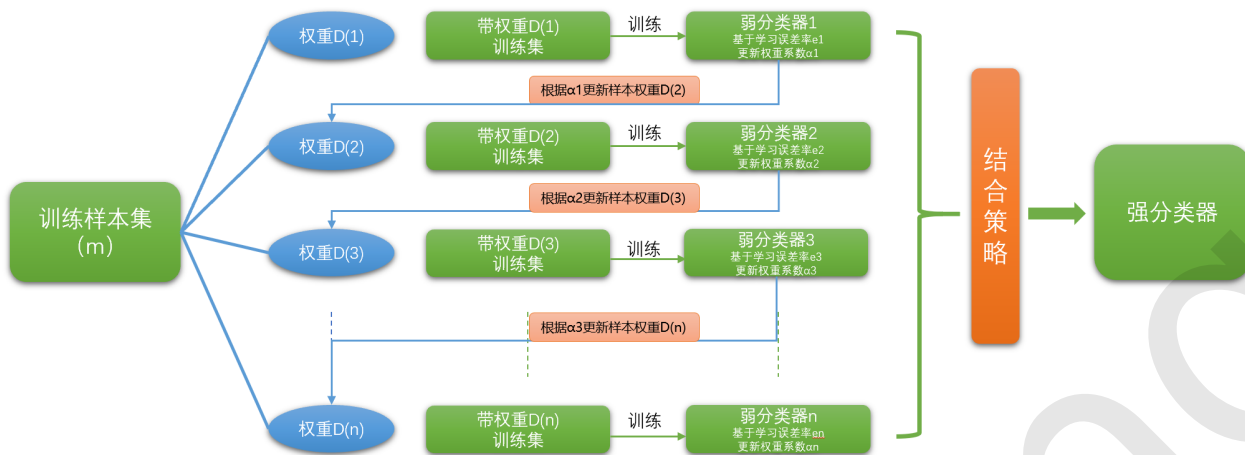 权重D(1)
带权重D(1)
训练集
训练
弱分类器1
基于学习误差率e1
更新权重系数α1
根据α1更新样本权重D(2)
权重D(2)
带权重D(2)
训练集
训练
弱分类器2
基于学习误差率e2
更新权重系数α2
根据α2更新样本权重D(3)
训练样本集
(m)
权重D(3)
带权重D(3)
训练集
训练
弱分类器3
基于学习误差率e3
更新权重系数α3
根据α3更新样本权重D(n)
权重D(n)
带权重D(n)
训练集
训练
弱分类器n
基于学习误差率en
更新权重系数αn
结
合
策
略
强分类器